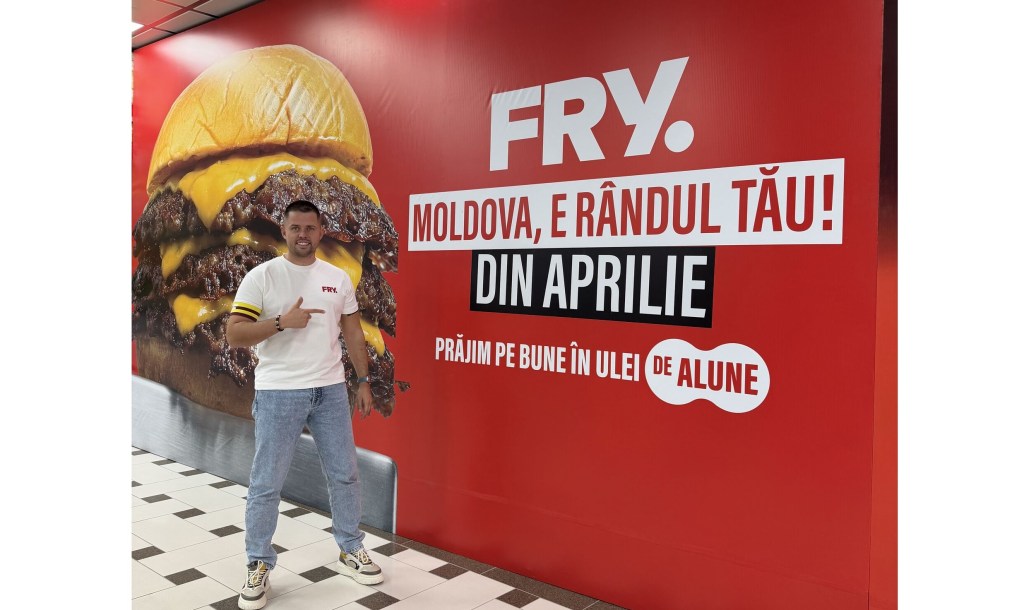 FRY.
MOLDOVA, E RÂNDUL TĂU!
DIN APRILIE
PRĂJIM PE BUNE ÎN ULEI DE ALUNE
FRY.